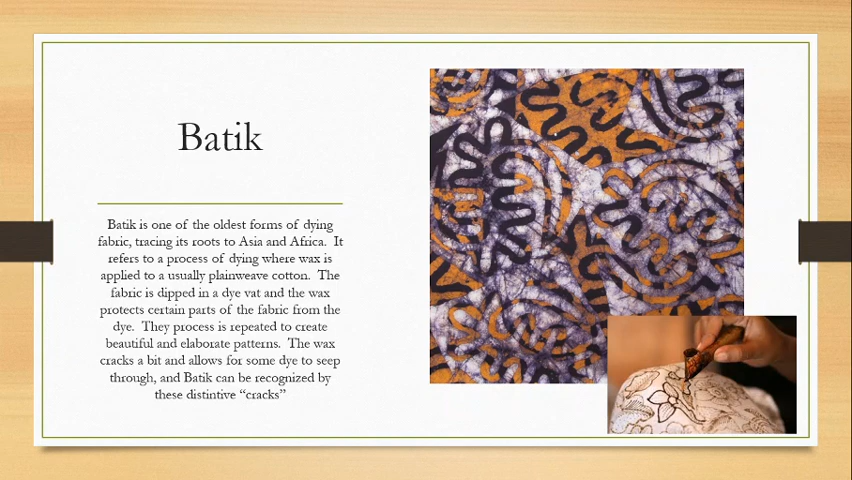 Batik
Batik is one of the oldest forms of dying
fabric, tracing its roots to Asia and Africa.  It
refers to a process of dying where wax is
applied to a usually plainweave cotton.  The
fabric is dipped in a dye vat and the wax
protects certain parts of the fabric from the
dye.  They process is repeated to create
beautiful and elaborate patterns.  The wax
cracks a bit and allows for some dye to seep
through, and Batik can be recognized by
these distintive “cracks”